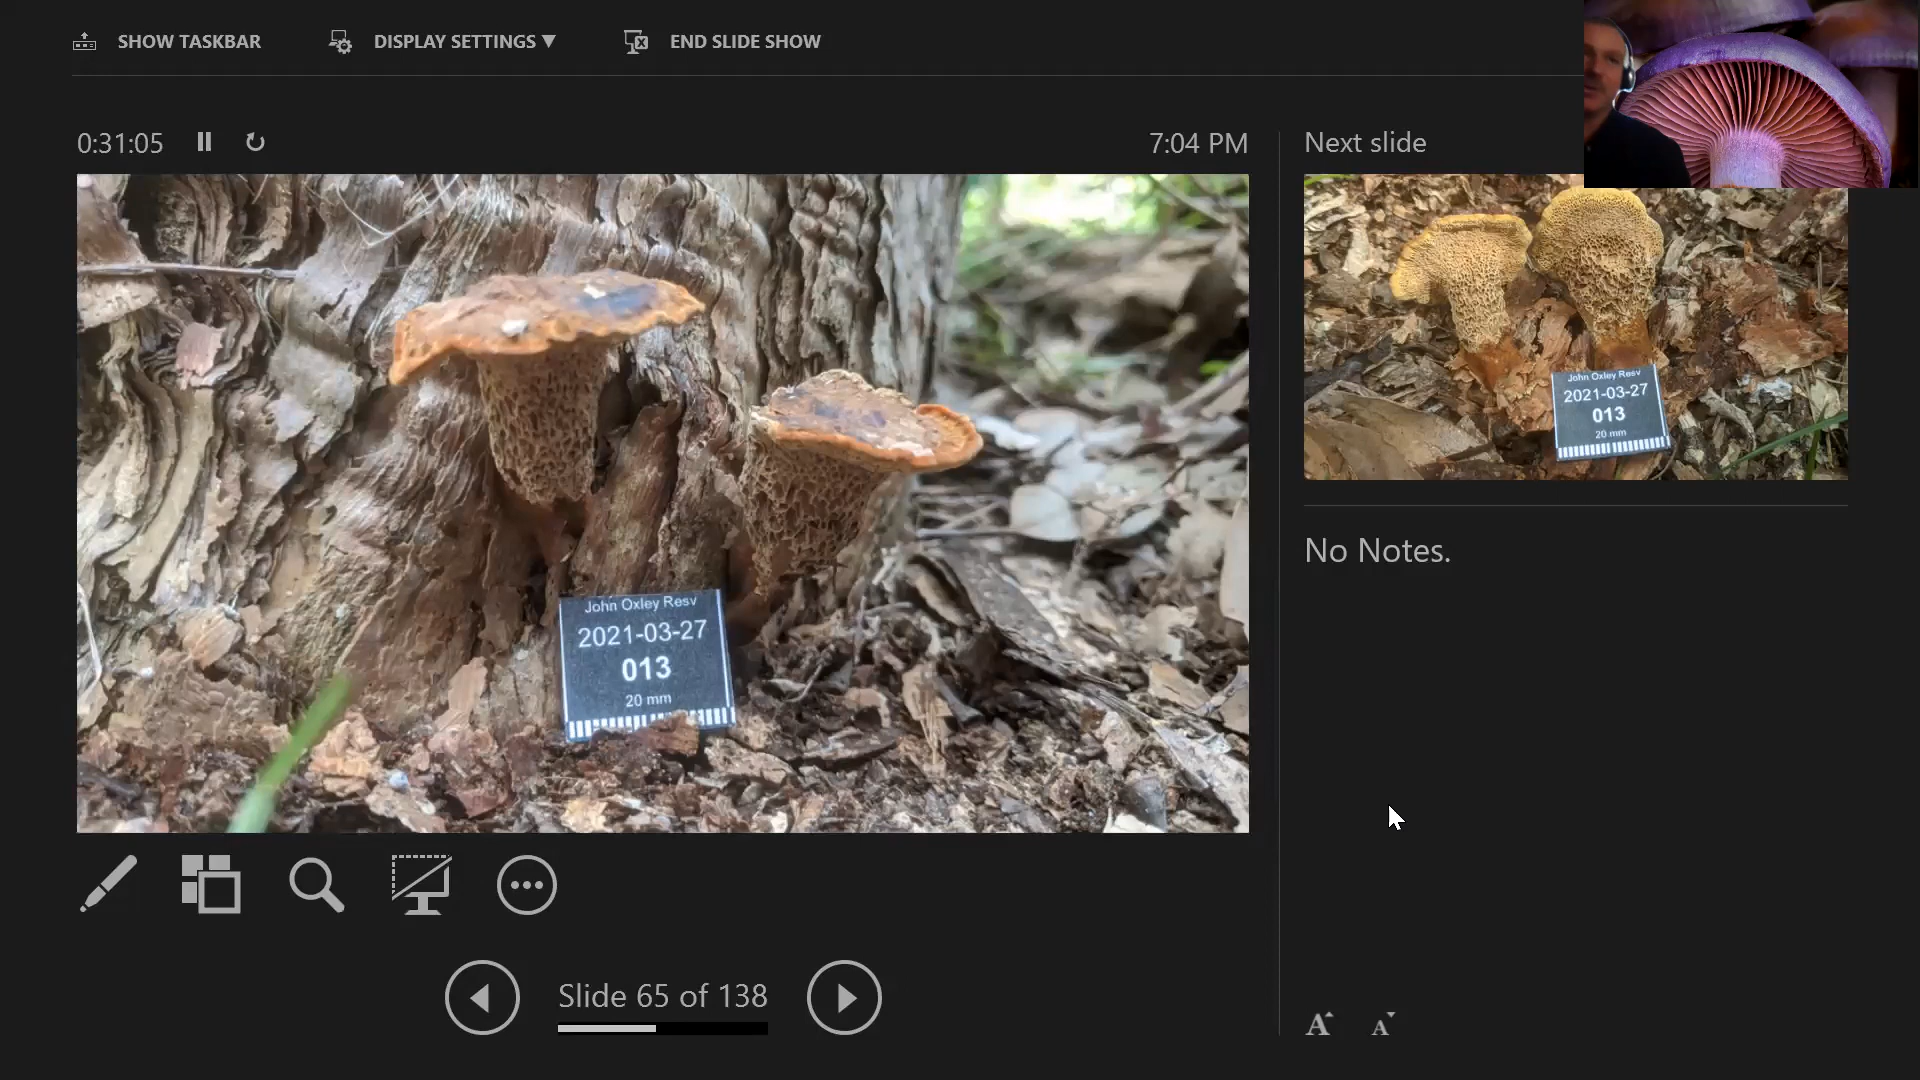 SHOW TASKBAR
DISPLAY SETTINGS ▼
END SLIDE SHOW
0:31:05
7:04 PM
Next slide
John Oxley Resv
2021-03-27
013
20 mm
John Oxley Resv
2021-03-27
013
20 mm
No Notes.
Slide 65 of 138
A A